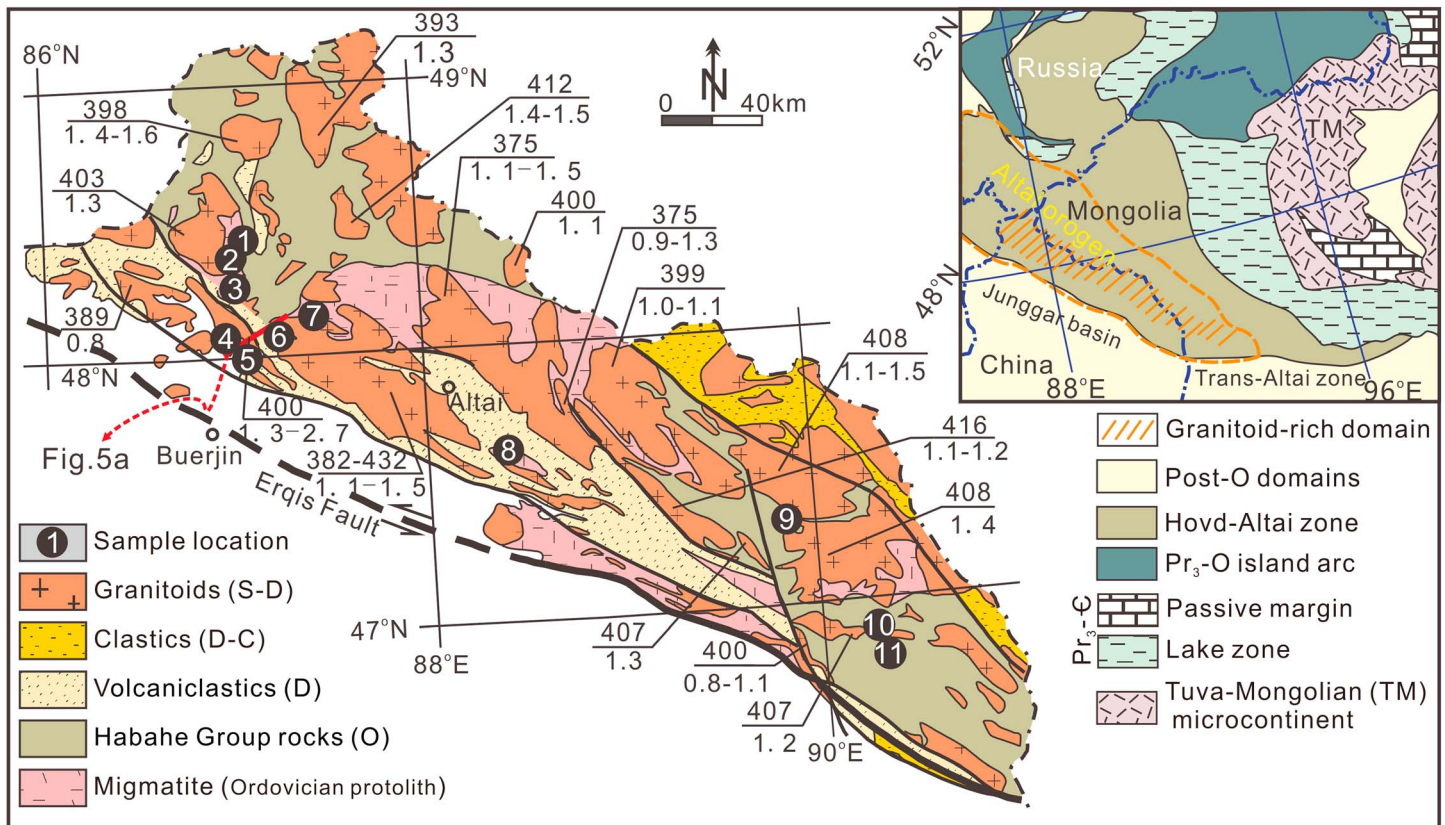 86°N
393
1.3
49°N
N
0 40km
398
1. 4-1.6
412
1.4-1.5
375
1. 1-1. 5
403
1.3
400
1. 1
375
0.9-1.3
399
1.0-1.1
1
2
3
4
5
6
7
389
0.8
48°N
400
1. 3-2. 7
Altai
408
1.1-1.5
416
1.1-1.2
408
1. 4
Fig.5a
Buerjin
Erqis Fault
382-432
1. 1-1. 5
8
9
10
11
47°N
88°E
407
1.3
400
0.8-1.1
407
1. 2
90°E
1 Sample location
Granitoids (S-D)
Clastics (D-C)
Volcaniclastics (D)
Habahe Group rocks (O)
Migmatite (Ordovician protolith)
52°N
Russia
TM
Altai orogen
Mongolia
48°N
Junggar basin
China
88°E
Trans-Altai zone
96°E
Granitoid-rich domain
Post-O domains
Hovd-Altai zone
Pr₃-O island arc
Pr₃-Є
Passive margin
Lake zone
Tuva-Mongolian (TM)
microcontinent